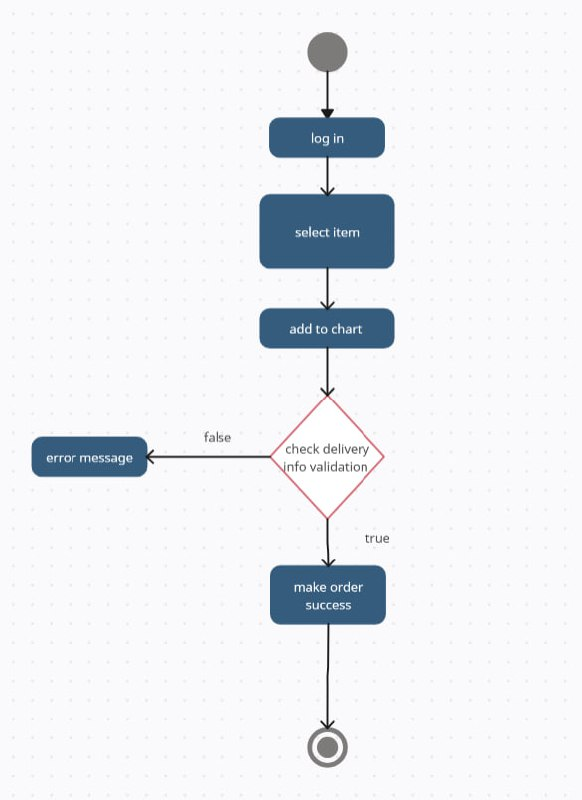 log in
select item
add to chart
check delivery
info validation
false
error message
true
make order
success